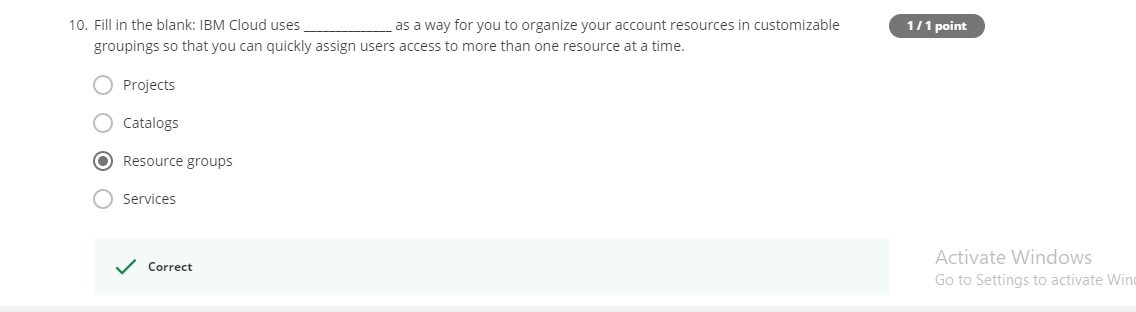 10. Fill in the blank: IBM Cloud uses ______________ as a way for you to organize your account resources in customizable
1 / 1 point
groupings so that you can quickly assign users access to more than one resource at a time.
Projects
Catalogs
Resource groups
Services
Correct
Activate Windows
Go to Settings to activate